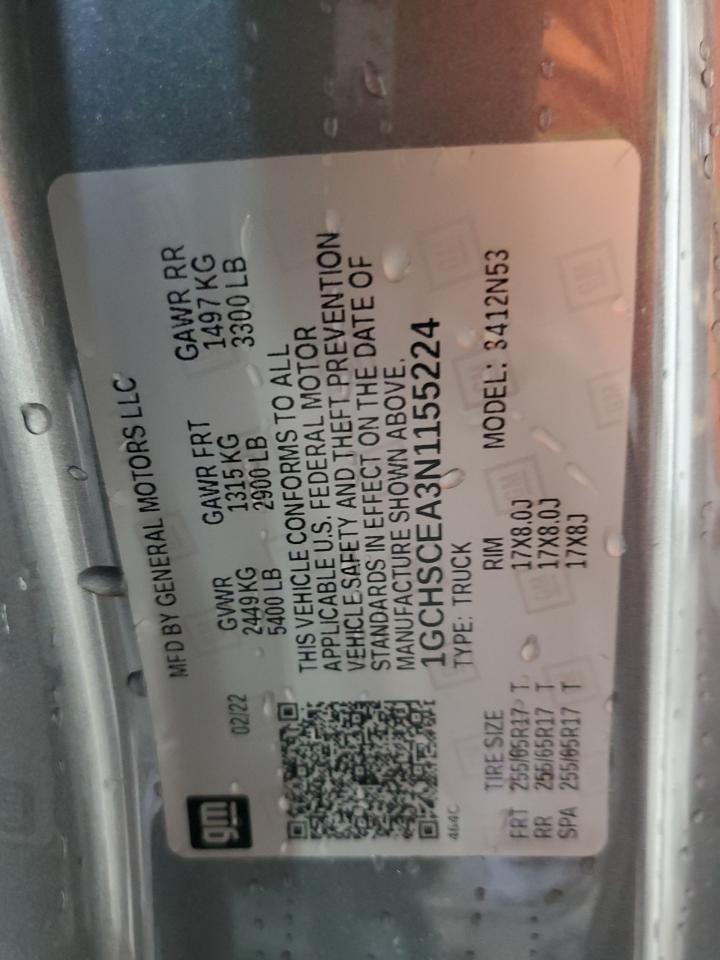 gm
MFD BY GENERAL MOTORS LLC
02/22
GVWR GAWR FRT GAWR RR
2449 KG 1315 KG 1497 KG
5400 LB 2900 LB 3300 LB
THIS VEHICLE CONFORMS TO ALL
APPLICABLE U.S. FEDERAL MOTOR
VEHICLE SAFETY AND THEFT PREVENTION
STANDARDS IN EFFECT ON THE DATE OF
MANUFACTURE SHOWN ABOVE.
1GCHSCEA3N1155224
464C
TYPE: TRUCK
MODEL: 3412N53
TIRE SIZE RIM
FRT 255/65R17 T 17X8.0J
RR 255/65R17 T 17X8.0J
SPA 255/65R17 T 17X8J